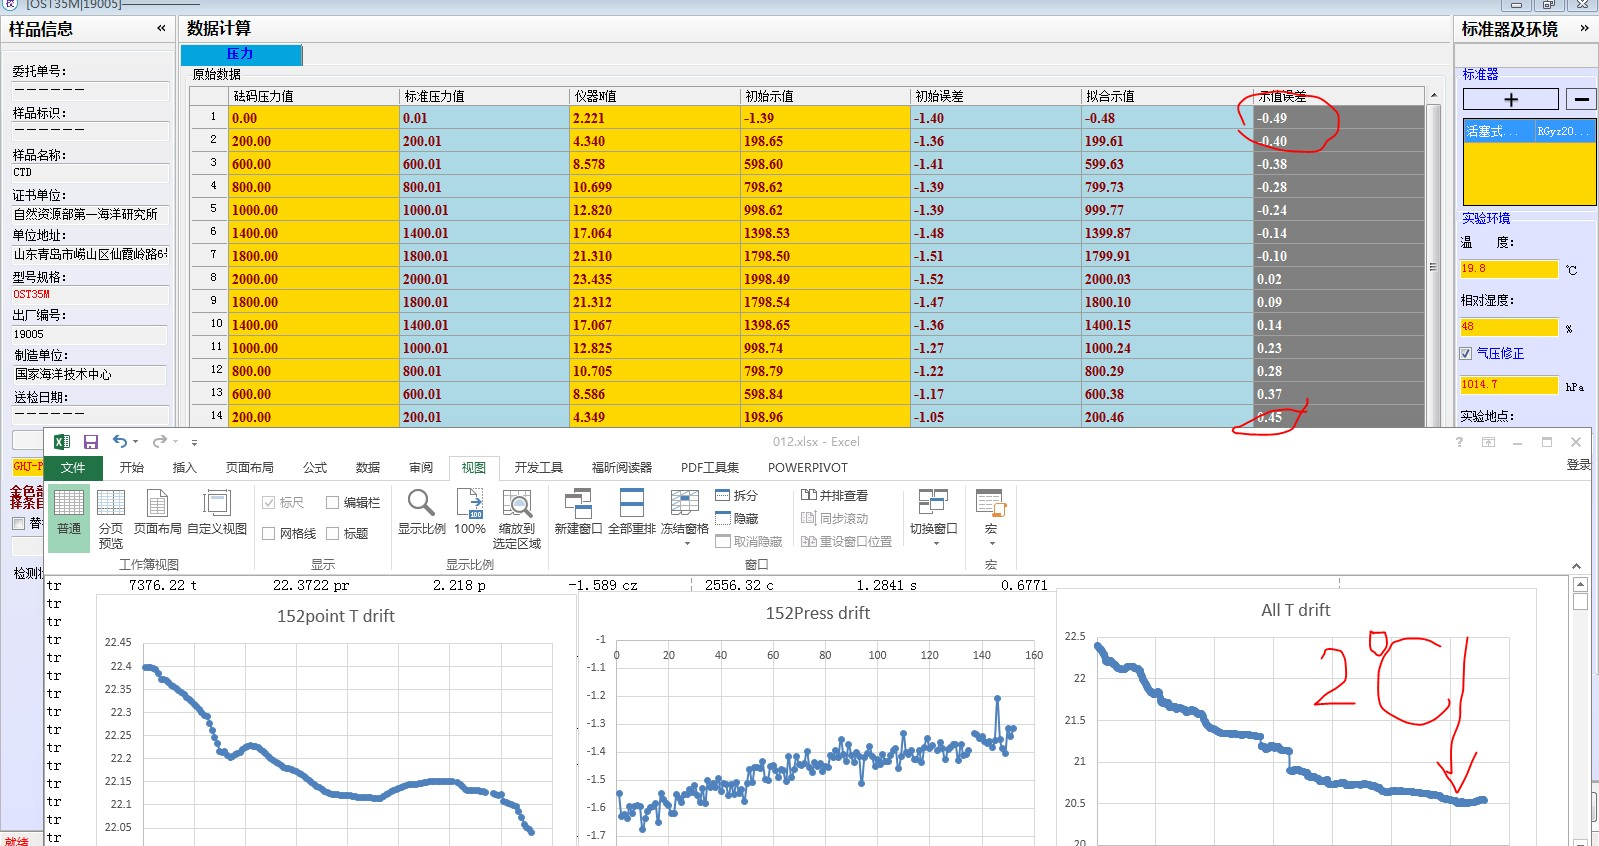 [OST35M|19005]
样品信息 «
委托单号：
------
样品标识：
------
样品名称：
CTD
证书单位：
自然资源部第一海洋研究所
单位地址：
山东青岛市崂山区仙霞岭路6号
型号规格：
OST35M
出厂编号：
19005
制造单位：
国家海洋技术中心
送检日期：
------
数据计算
压力
原始数据
砝码压力值 标准压力值 仪器N值 初始示值 初始误差 拟合示值 示值误差
1 0.00 0.01 2.221 -1.39 -1.40 -0.48 -0.49
2 200.00 200.01 4.340 198.65 -1.36 199.61 -0.40
3 600.00 600.01 8.578 598.60 -1.41 599.63 -0.38
4 800.00 800.01 10.699 798.62 -1.39 799.73 -0.28
5 1000.00 1000.01 12.820 998.62 -1.39 999.77 -0.24
6 1400.00 1400.01 17.064 1398.53 -1.48 1399.87 -0.14
7 1800.00 1800.01 21.310 1798.50 -1.51 1799.91 -0.10
8 2000.00 2000.01 23.435 1998.49 -1.52 2000.03 0.02
9 1800.00 1800.01 21.312 1798.54 -1.47 1800.10 0.09
10 1400.00 1400.01 17.067 1398.65 -1.36 1400.15 0.14
11 1000.00 1000.01 12.825 998.74 -1.27 1000.24 0.23
12 800.00 800.01 10.705 798.79 -1.22 800.29 0.28
13 600.00 600.01 8.586 598.84 -1.17 600.38 0.37
14 200.00 200.01 4.349 198.96 -1.05 200.46 0.45
标准器及环境 »
标准器
+ −
活塞式... RGyz20...
实验环境
温 度：
19.8 ℃
相对湿度：
48 %
气压修正
1014.7 hPa
实验地点：
012.xlsx - Excel
文件 开始 插入 页面布局 公式 数据 审阅 视图 开发工具 福昕阅读器 PDF工具集 POWERPIVOT 登录
普通 分页预览 页面布局 自定义视图
工作簿视图
标尺 编辑栏
网格线 标题
显示
显示比例 100% 缩放到选定区域
显示比例
新建窗口 全部重排 冻结窗格
拆分
隐藏
取消隐藏
并排查看
同步滚动
重设窗口位置
切换窗口
窗口
宏
宏
检测
就绪
tr 7376.22 t 22.3722 pr 2.218 p -1.589 cz 2556.32 c 1.2841 s 0.6771
tr
tr
tr
tr
tr
tr
tr
tr
tr
tr
tr
tr
tr
tr
152point T drift
22.45
22.4
22.35
22.3
22.25
22.2
22.15
22.1
22.05
152Press drift
-1
0 20 40 60 80 100 120 140 160
-1.1
-1.2
-1.3
-1.4
-1.5
-1.6
-1.7
All T drift
22.5
22
21.5
21
20.5
20
2℃